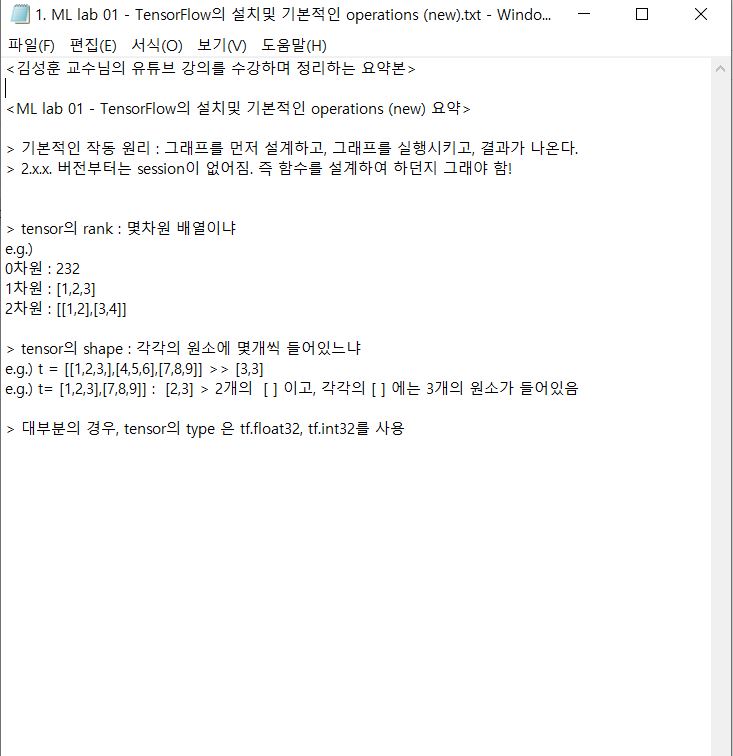 1. ML lab 01 - TensorFlow의 설치및 기본적인 operations (new).txt - Windo...
파일(F) 편집(E) 서식(O) 보기(V) 도움말(H)
<김성훈 교수님의 유튜브 강의를 수강하며 정리하는 요약본>
<ML lab 01 - TensorFlow의 설치및 기본적인 operations (new) 요약>
> 기본적인 작동 원리 : 그래프를 먼저 설계하고, 그래프를 실행시키고, 결과가 나온다.
> 2.x.x. 버전부터는 session이 없어짐. 즉 함수를 설계하여 하던지 그래야 함!
> tensor의 rank : 몇차원 배열이냐
e.g.)
0차원 : 232
1차원 : [1,2,3]
2차원 : [[1,2],[3,4]]
> tensor의 shape : 각각의 원소에 몇개씩 들어있느냐
e.g.) t = [[1,2,3,],[4,5,6],[7,8,9]] >> [3,3]
e.g.) t= [1,2,3],[7,8,9]] :  [2,3] > 2개의  [ ] 이고, 각각의 [ ] 에는 3개의 원소가 들어있음
> 대부분의 경우, tensor의 type 은 tf.float32, tf.int32를 사용